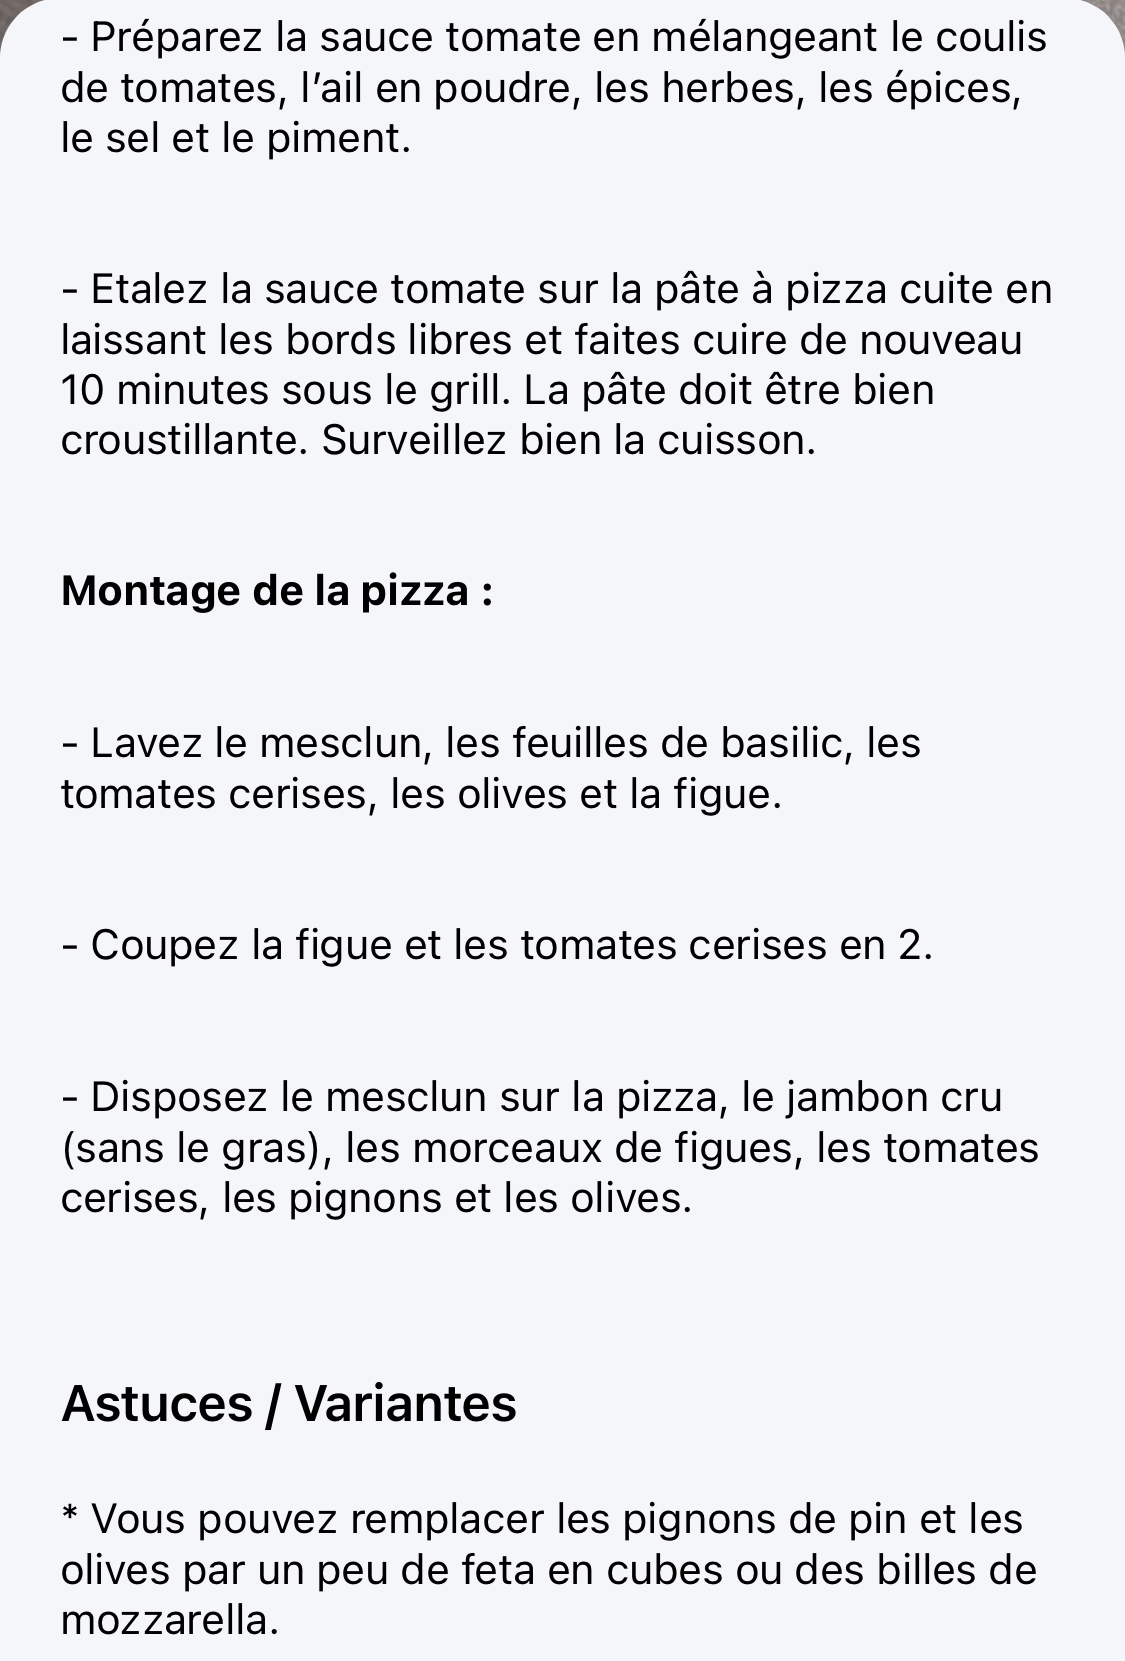 - Préparez la sauce tomate en mélangeant le coulis
de tomates, l’ail en poudre, les herbes, les épices,
le sel et le piment.
- Etalez la sauce tomate sur la pâte à pizza cuite en
laissant les bords libres et faites cuire de nouveau
10 minutes sous le grill. La pâte doit être bien
croustillante. Surveillez bien la cuisson.
Montage de la pizza :
- Lavez le mesclun, les feuilles de basilic, les
tomates cerises, les olives et la figue.
- Coupez la figue et les tomates cerises en 2.
- Disposez le mesclun sur la pizza, le jambon cru
(sans le gras), les morceaux de figues, les tomates
cerises, les pignons et les olives.
Astuces / Variantes
* Vous pouvez remplacer les pignons de pin et les
olives par un peu de feta en cubes ou des billes de
mozzarella.